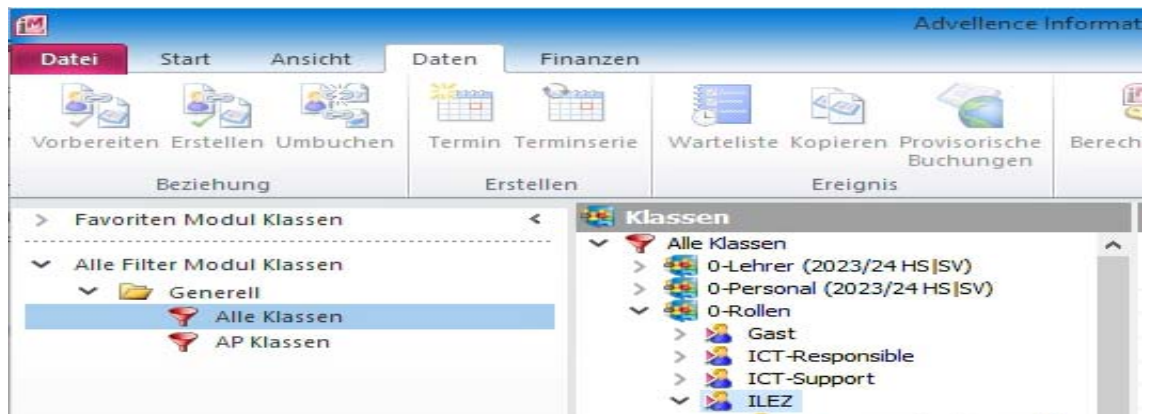 Advellence Informat
Datei Start Ansicht Daten Finanzen
Vorbereiten Erstellen Umbuchen Termin Terminserie Warteliste Kopieren Provisorische Buchungen Berech
Beziehung Erstellen Ereignis
Favoriten Modul Klassen
Alle Filter Modul Klassen
Generell
Alle Klassen
AP Klassen
Klassen
Alle Klassen
0-Lehrer (2023/24 HS|SV)
0-Personal (2023/24 HS|SV)
0-Rollen
Gast
ICT-Responsible
ICT-Support
ILEZ